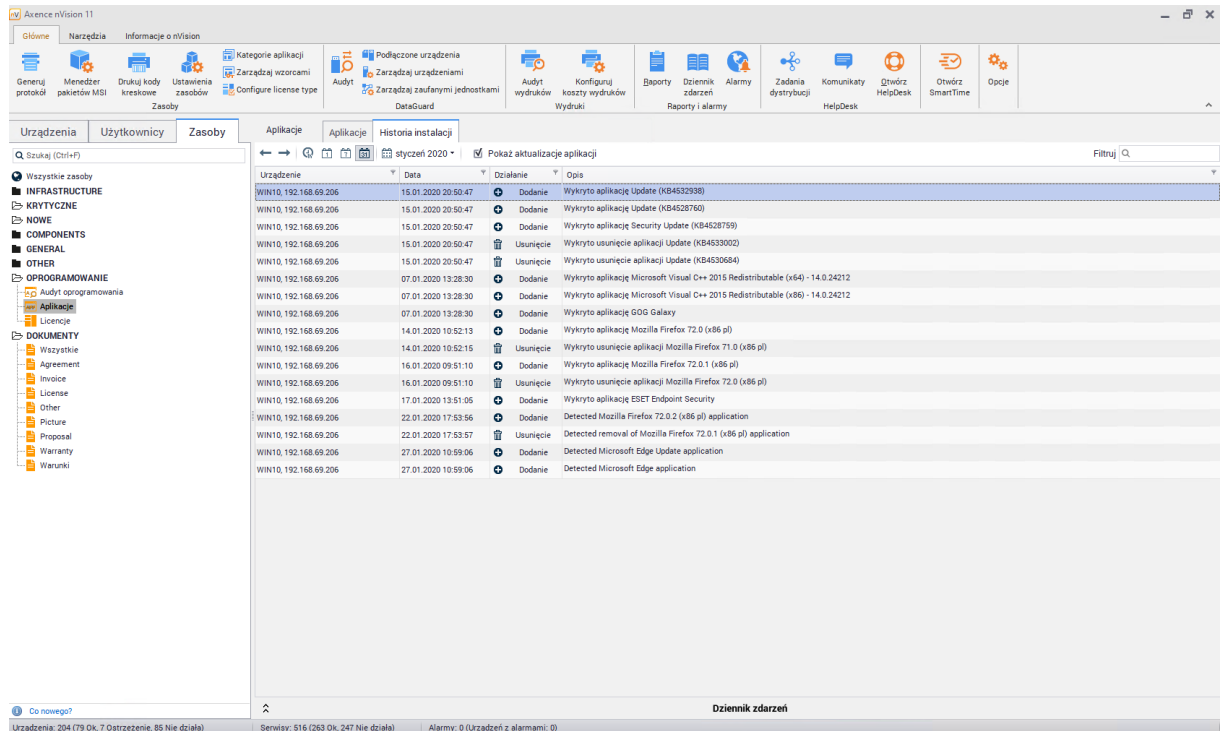 Axence nVision 11
Główne Narzędzia Informacje o nVision
Generuj protokół
Menedżer pakietów MSI
Drukuj kody kreskowe
Ustawienia zasobów
Kategorie aplikacji
Zarządzaj wzorcami
Configure license type
Zasoby
Audyt
Podłączone urządzenia
Zarządzaj urządzeniami
Zarządzaj zaufanymi jednostkami
DataGuard
Audyt wydruków
Konfiguruj koszty wydruków
Wydruki
Raporty
Dziennik zdarzeń
Alarmy
Raporty i alarmy
Zadania dystrybucji
Komunikaty
Otwórz HelpDesk
HelpDesk
Otwórz SmartTime
Opcje
Urządzenia Użytkownicy Zasoby
Szukaj (Ctrl+F)
Wszystkie zasoby
INFRASTRUCTURE
KRYTYCZNE
NOWE
COMPONENTS
GENERAL
OTHER
OPROGRAMOWANIE
Audyt oprogramowania
Aplikacje
Licencje
DOKUMENTY
Wszystkie
Agreement
Invoice
License
Other
Picture
Proposal
Warranty
Warunki
Co nowego?
Aplikacje Aplikacje Historia instalacji
1 7 31 styczeń 2020 Pokaż aktualizacje aplikacji Filtruj
Urządzenie Data Działanie Opis
WIN10, 192.168.69.206 15.01.2020 20:50:47 Dodanie Wykryto aplikację Update (KB4532938)
WIN10, 192.168.69.206 15.01.2020 20:50:47 Dodanie Wykryto aplikację Update (KB4528760)
WIN10, 192.168.69.206 15.01.2020 20:50:47 Dodanie Wykryto aplikację Security Update (KB4528759)
WIN10, 192.168.69.206 15.01.2020 20:50:47 Usunięcie Wykryto usunięcie aplikacji Update (KB4533002)
WIN10, 192.168.69.206 15.01.2020 20:50:47 Usunięcie Wykryto usunięcie aplikacji Update (KB4530684)
WIN10, 192.168.69.206 07.01.2020 13:28:30 Dodanie Wykryto aplikację Microsoft Visual C++ 2015 Redistributable (x64) - 14.0.24212
WIN10, 192.168.69.206 07.01.2020 13:28:30 Dodanie Wykryto aplikację Microsoft Visual C++ 2015 Redistributable (x86) - 14.0.24212
WIN10, 192.168.69.206 07.01.2020 13:28:30 Dodanie Wykryto aplikację GOG Galaxy
WIN10, 192.168.69.206 14.01.2020 10:52:13 Dodanie Wykryto aplikację Mozilla Firefox 72.0 (x86 pl)
WIN10, 192.168.69.206 14.01.2020 10:52:15 Usunięcie Wykryto usunięcie aplikacji Mozilla Firefox 71.0 (x86 pl)
WIN10, 192.168.69.206 16.01.2020 09:51:10 Dodanie Wykryto aplikację Mozilla Firefox 72.0.1 (x86 pl)
WIN10, 192.168.69.206 16.01.2020 09:51:10 Usunięcie Wykryto usunięcie aplikacji Mozilla Firefox 72.0 (x86 pl)
WIN10, 192.168.69.206 17.01.2020 13:51:05 Dodanie Wykryto aplikację ESET Endpoint Security
WIN10, 192.168.69.206 22.01.2020 17:53:56 Dodanie Detected Mozilla Firefox 72.0.2 (x86 pl) application
WIN10, 192.168.69.206 22.01.2020 17:53:57 Usunięcie Detected removal of Mozilla Firefox 72.0.1 (x86 pl) application
WIN10, 192.168.69.206 27.01.2020 10:59:06 Dodanie Detected Microsoft Edge Update application
WIN10, 192.168.69.206 27.01.2020 10:59:06 Dodanie Detected Microsoft Edge application
Dziennik zdarzeń
Urządzenia: 204 (79 Ok, 7 Ostrzeżenie, 85 Nie działa) Serwisy: 516 (263 Ok, 247 Nie działa) Alarmy: 0 (Urządzeń z alarmami: 0)